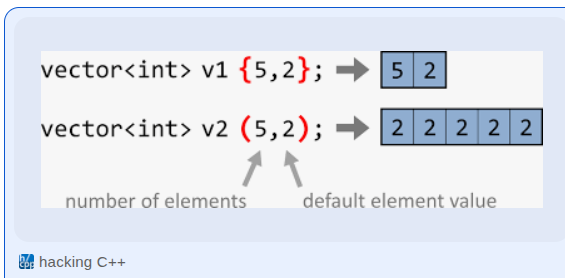 vector<int> v1 {5,2}; 5 2
vector<int> v2 (5,2); 2 2 2 2 2
number of elements default element value
h/ cpp hacking C++